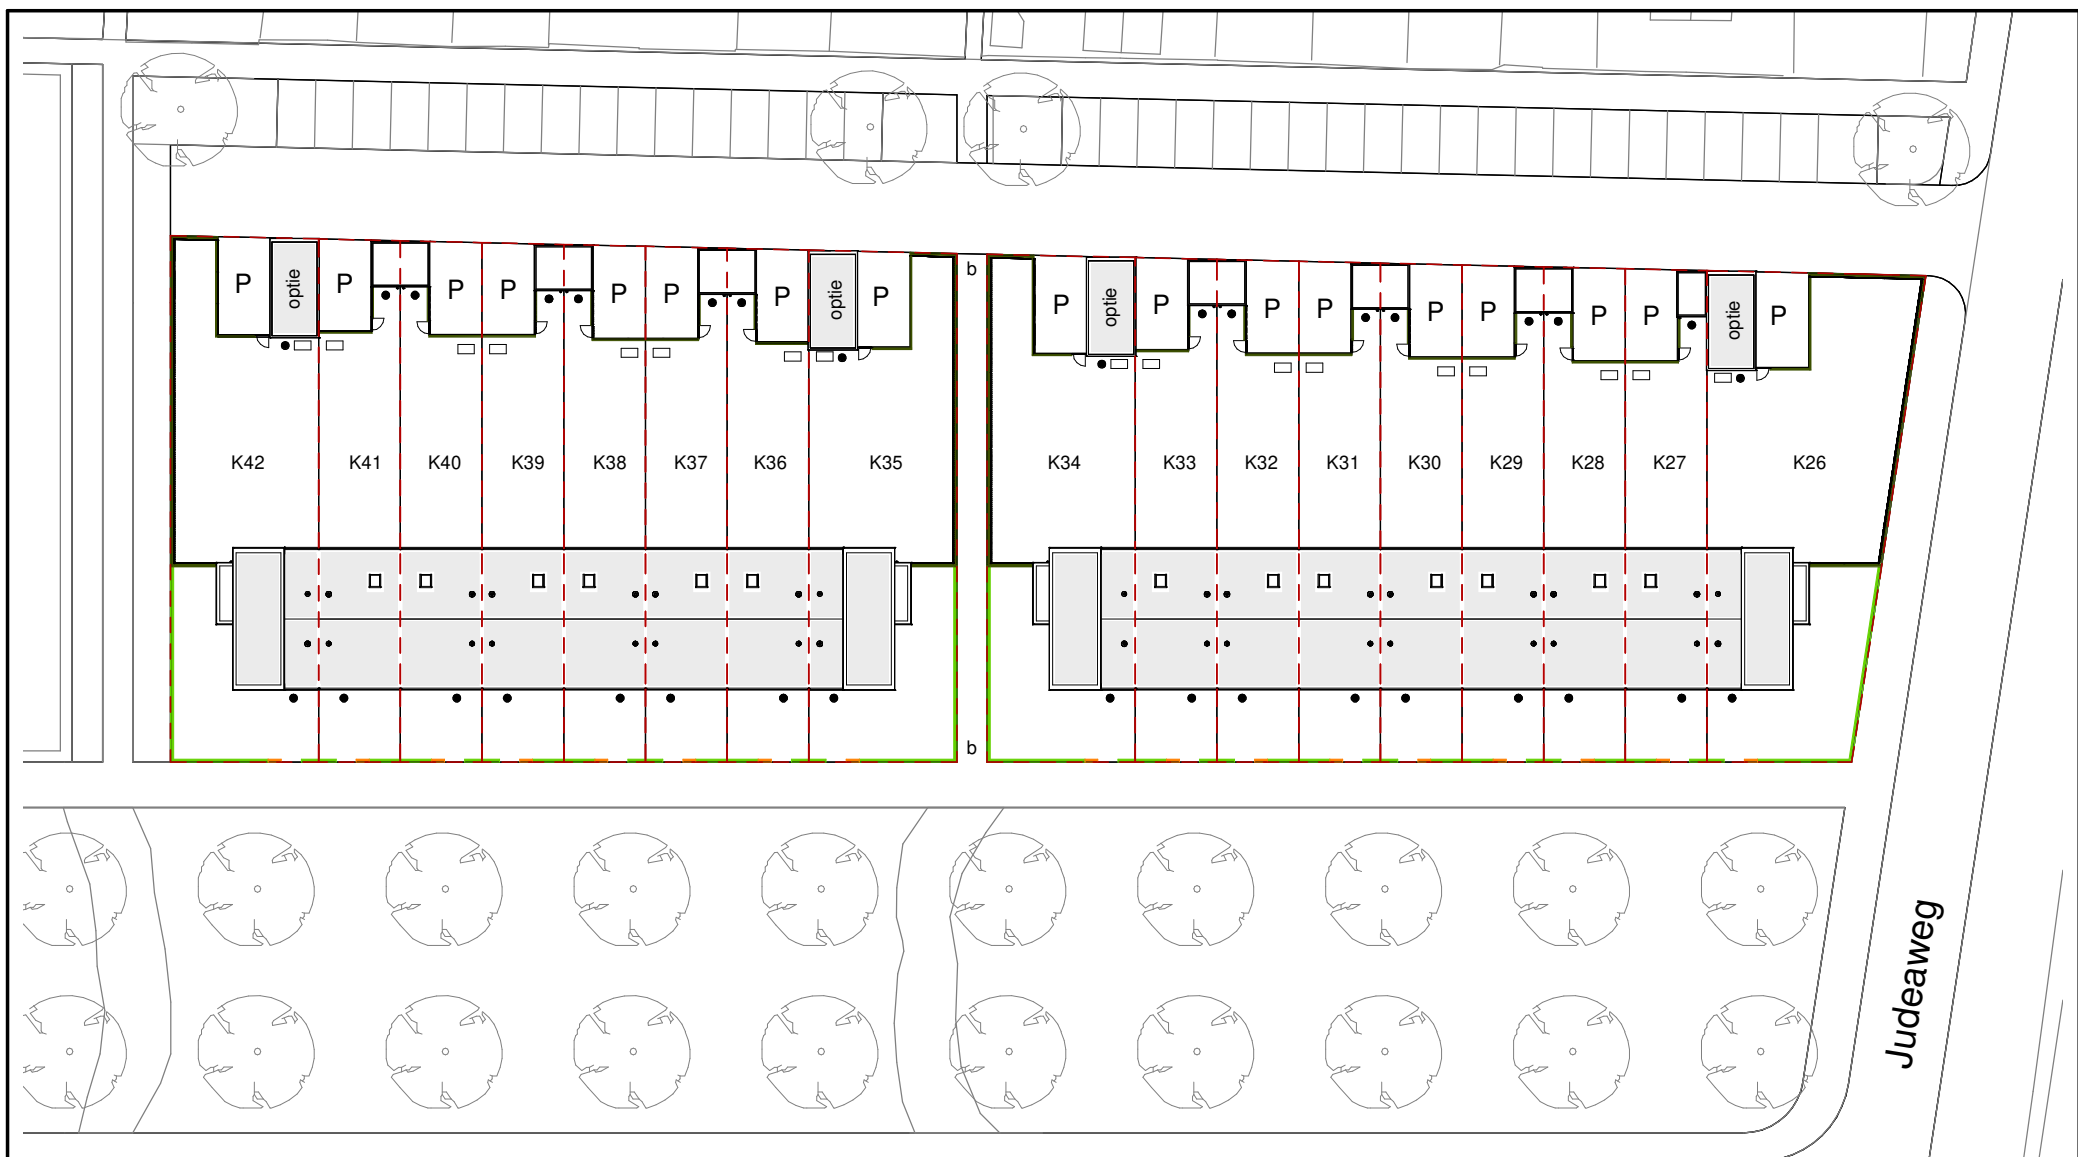 P optie P P P P P P optie P b P optie P P P P P P P optie P
K42 K41 K40 K39 K38 K37 K36 K35 K34 K33 K32 K31 K30 K29 K28 K27 K26
b
Judeaweg